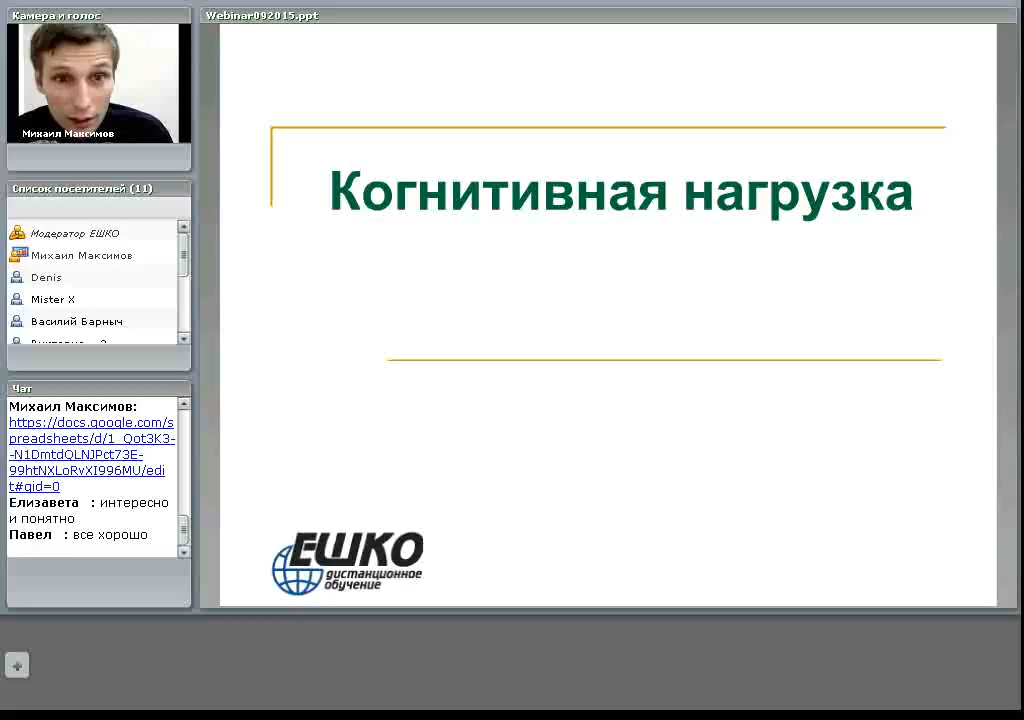 Камера и голос
Михаил Максимов
Список посетителей (11)
Модератор ЕШКО
Михаил Максимов
Denis
Mister X
Василий Барныч
Чат
Михаил Максимов:
https://docs.google.com/s
preadsheets/d/1_Qot3K3-
-N1DmtdQLNJPct73E-
99htNXLoRvXI996MU/edi
t#gid=0
Елизавета : интересно
и понятно
Павел : все хорошо
Webinar092015.ppt
Когнитивная нагрузка
ЕШКО
дистанционное
обучение